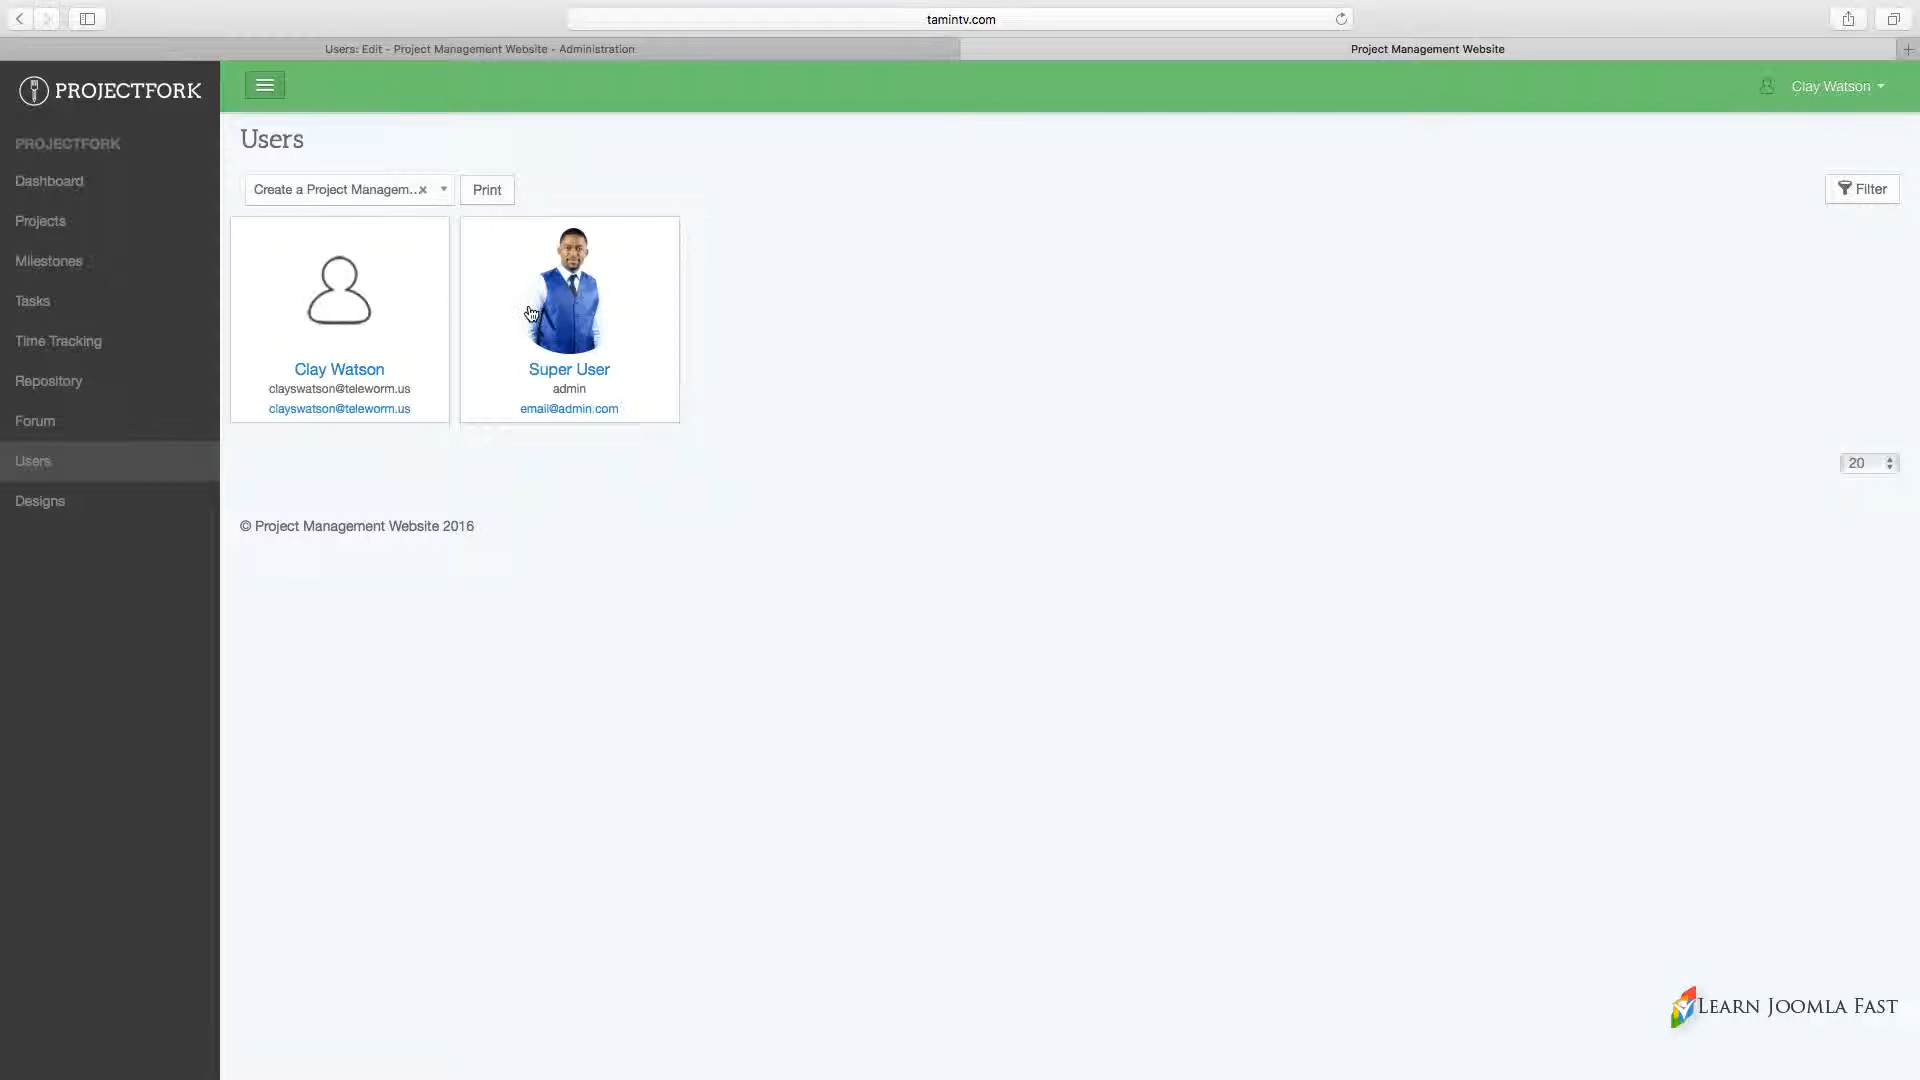 tamintv.com
Users: Edit - Project Management Website - Administration
Project Management Website
PROJECTFORK
Clay Watson
Users
PROJECTFORK
Dashboard
Projects
Milestones
Tasks
Time Tracking
Repository
Forum
Users
Designs
Create a Project Managem...
Print
Filter
Clay Watson
clayswatson@teleworm.us
clayswatson@teleworm.us
Super User
admin
email@admin.com
20
© Project Management Website 2016
LEARN JOOMLA FAST